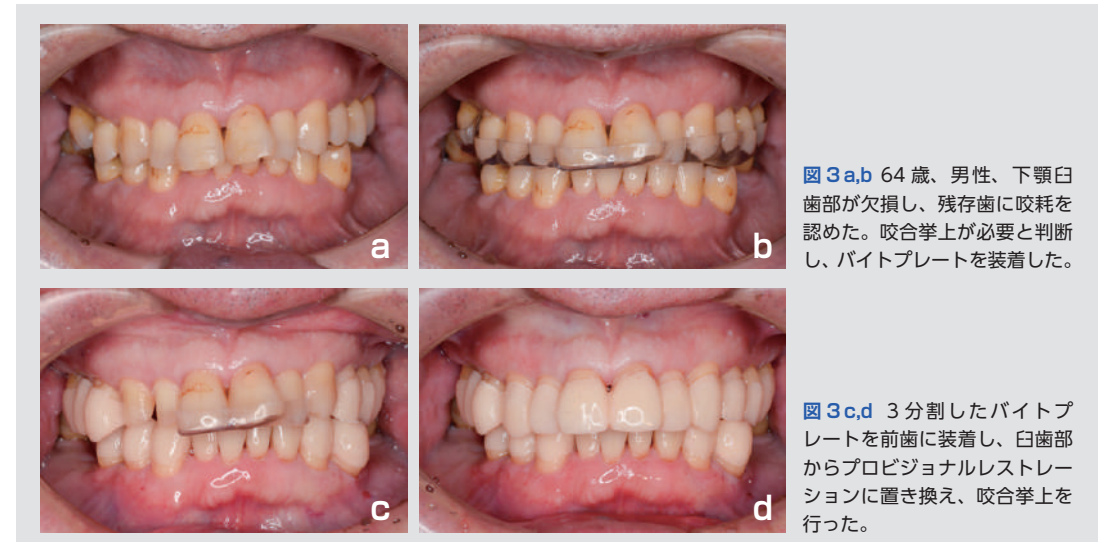 a
b
図 3 a,b 64 歳、男性、下顎臼
歯部が欠損し、残存歯に咬耗を
認めた。咬合挙上が必要と判断
し、バイトプレートを装着した。
c
d
図 3 c,d 3 分割したバイトプ
レートを前歯に装着し、臼歯部
からプロビジョナルレストレー
ションに置き換え、咬合挙上を
行った。